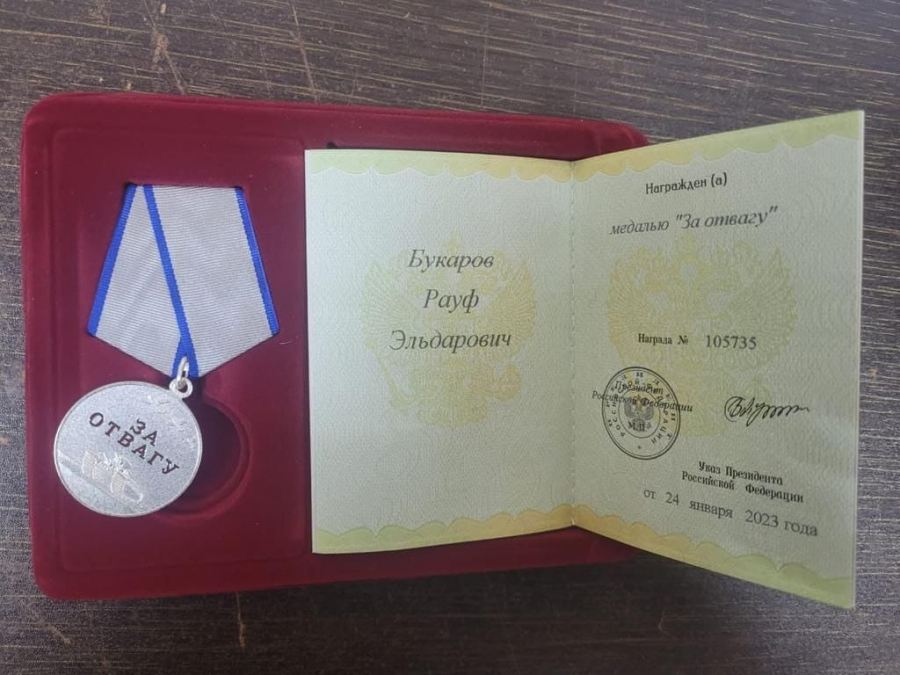 ЗА
ОТВАГУ
Букаров
Рауф
Эльдарович
Награжден (а)
медалью "За отвагу"
Награда № 105735
Президент
Российской Федерации
М.П.
Указ Президента
Российской Федерации
от 24 января 2023 года